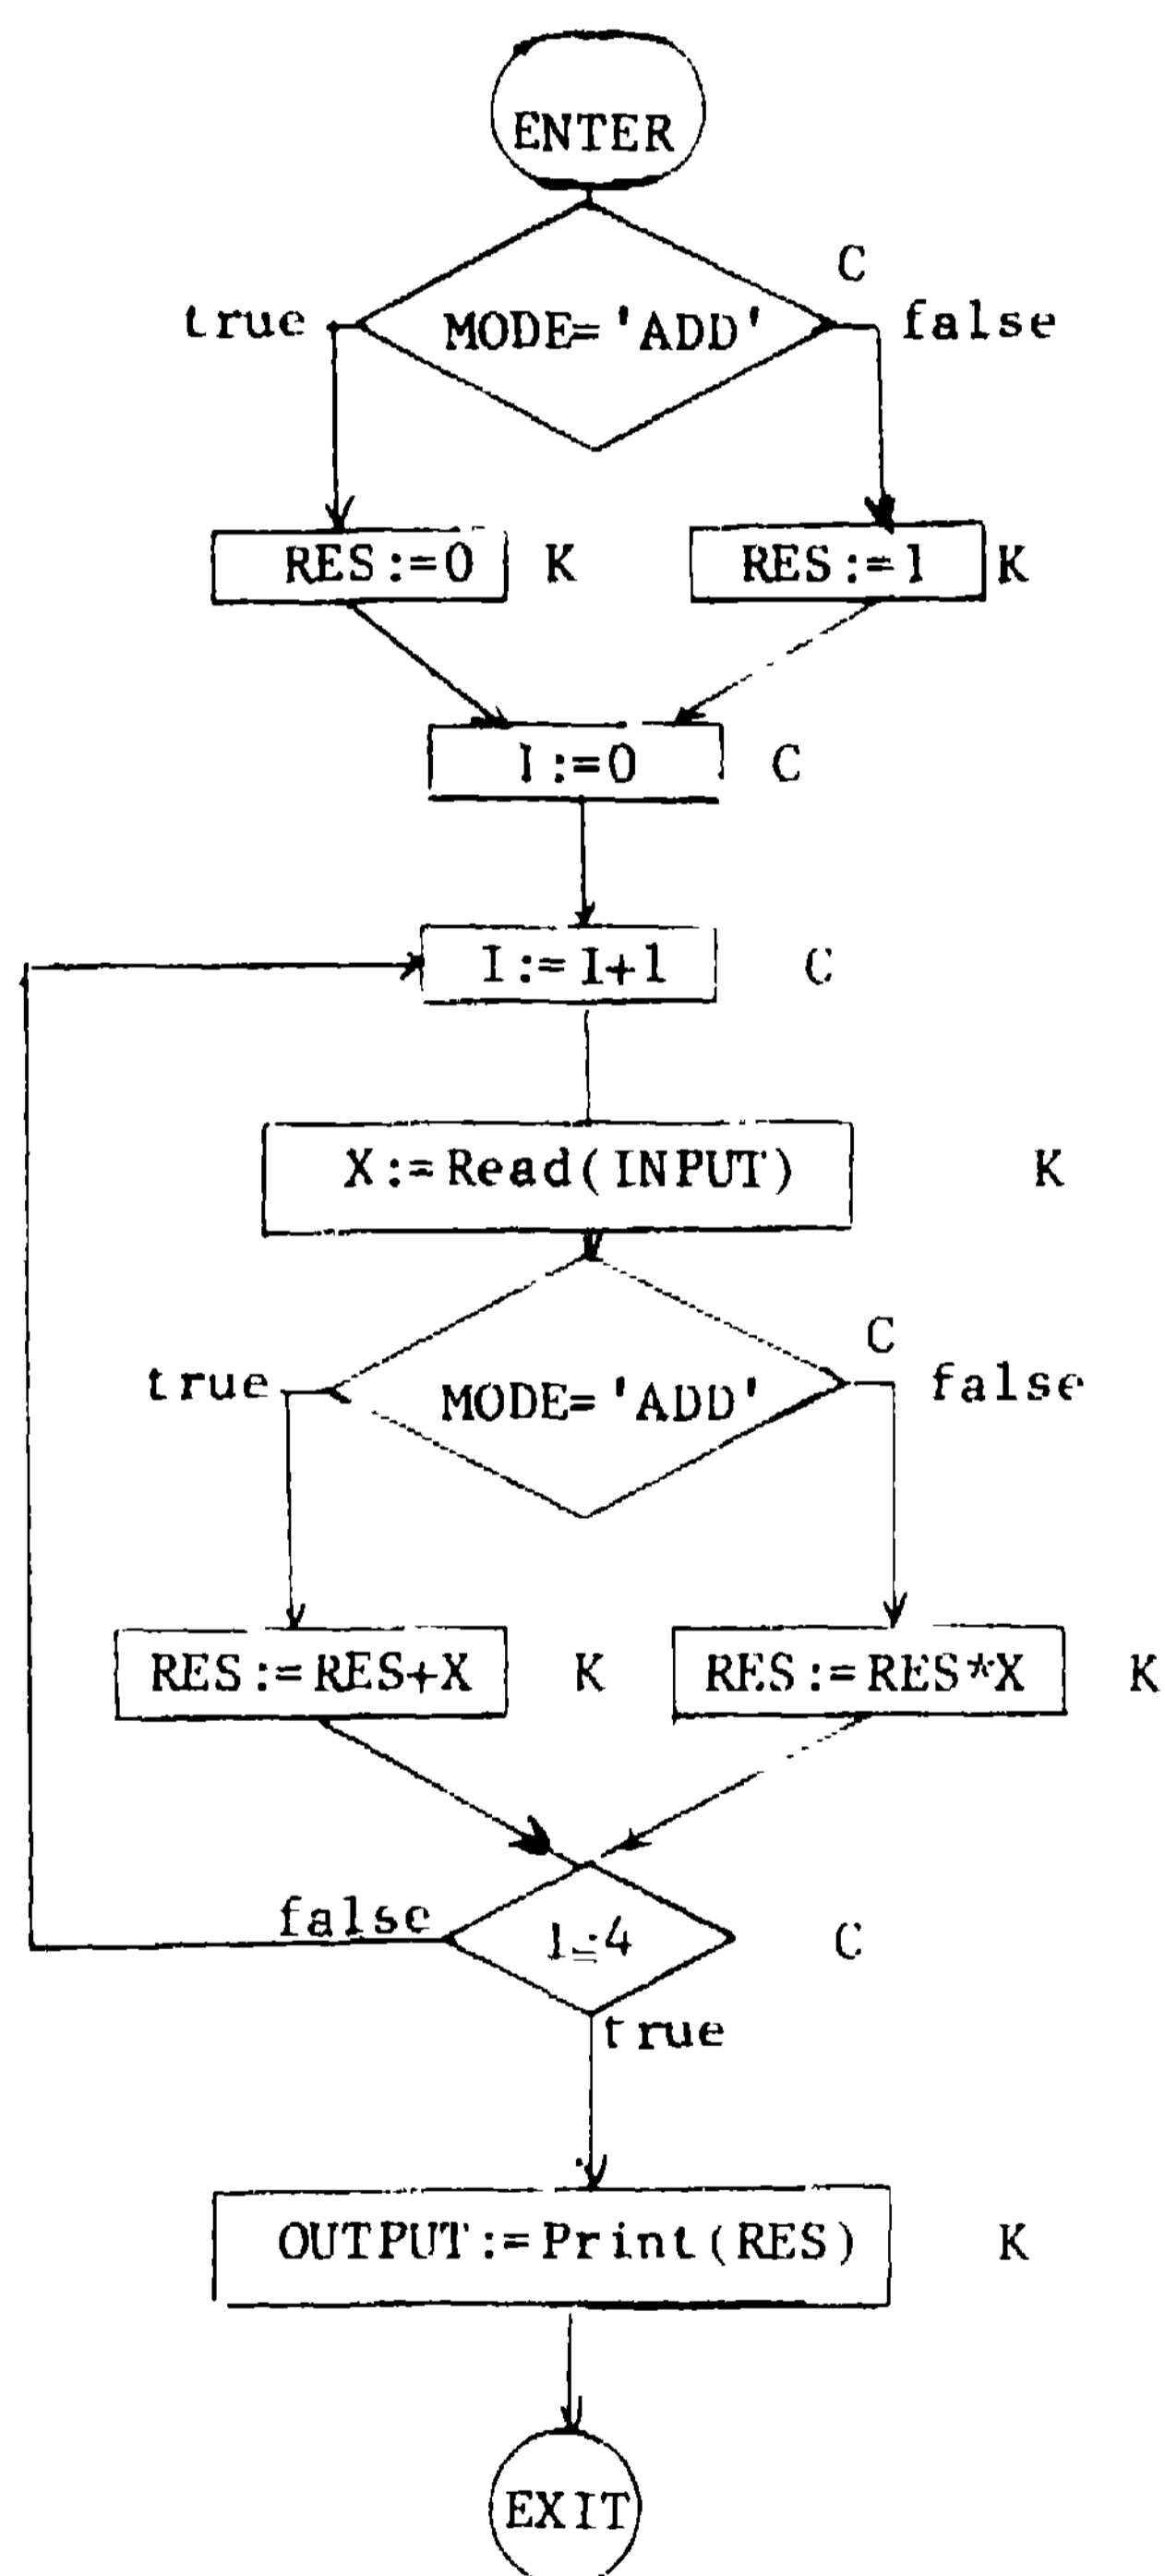 ENTER
C
true MODE='ADD' false
RES:=0 K RES:=1 K
I:=0 C
I:=I+1 C
X:=Read(INPUT) K
C
true MODE='ADD' false
RES:=RES+X K RES:=RES*X K
false C
true
OUTPUT:=Print(RES) K
EXIT